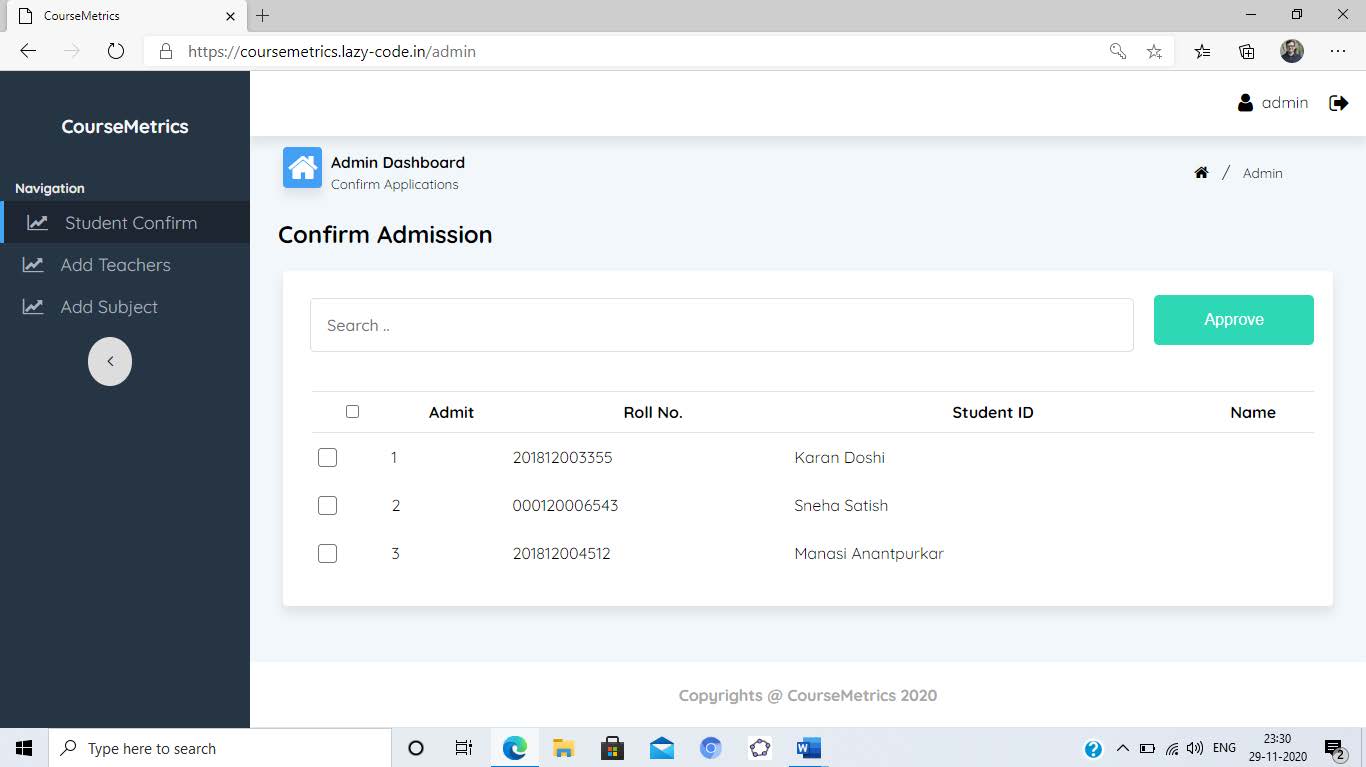 CourseMetrics
https://coursemetrics.lazy-code.in/admin
CourseMetrics
admin
Navigation
Student Confirm
Add Teachers
Add Subject
Admin Dashboard
Confirm Applications
/ Admin
Confirm Admission
Search ..
Approve
Admit Roll No. Student ID Name
1 201812003355 Karan Doshi
2 000120006543 Sneha Satish
3 201812004512 Manasi Anantpurkar
Copyrights @ CourseMetrics 2020
Type here to search
ENG
23:30
29-11-2020
2